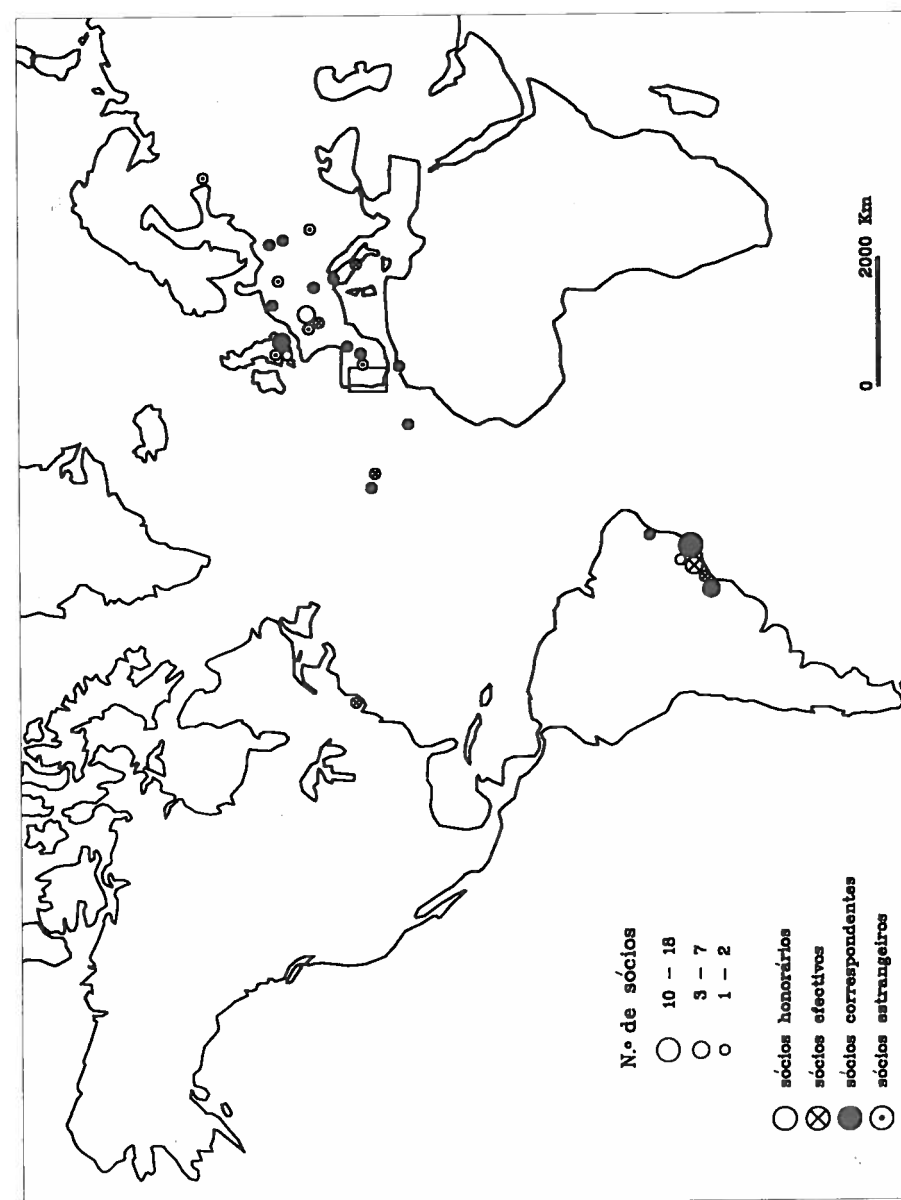 N.º de sócios
10 – 18
3 – 7
1 – 2
sócios honorários
sócios efectivos
sócios correspondentes
sócios estrangeiros
0 2000 Km